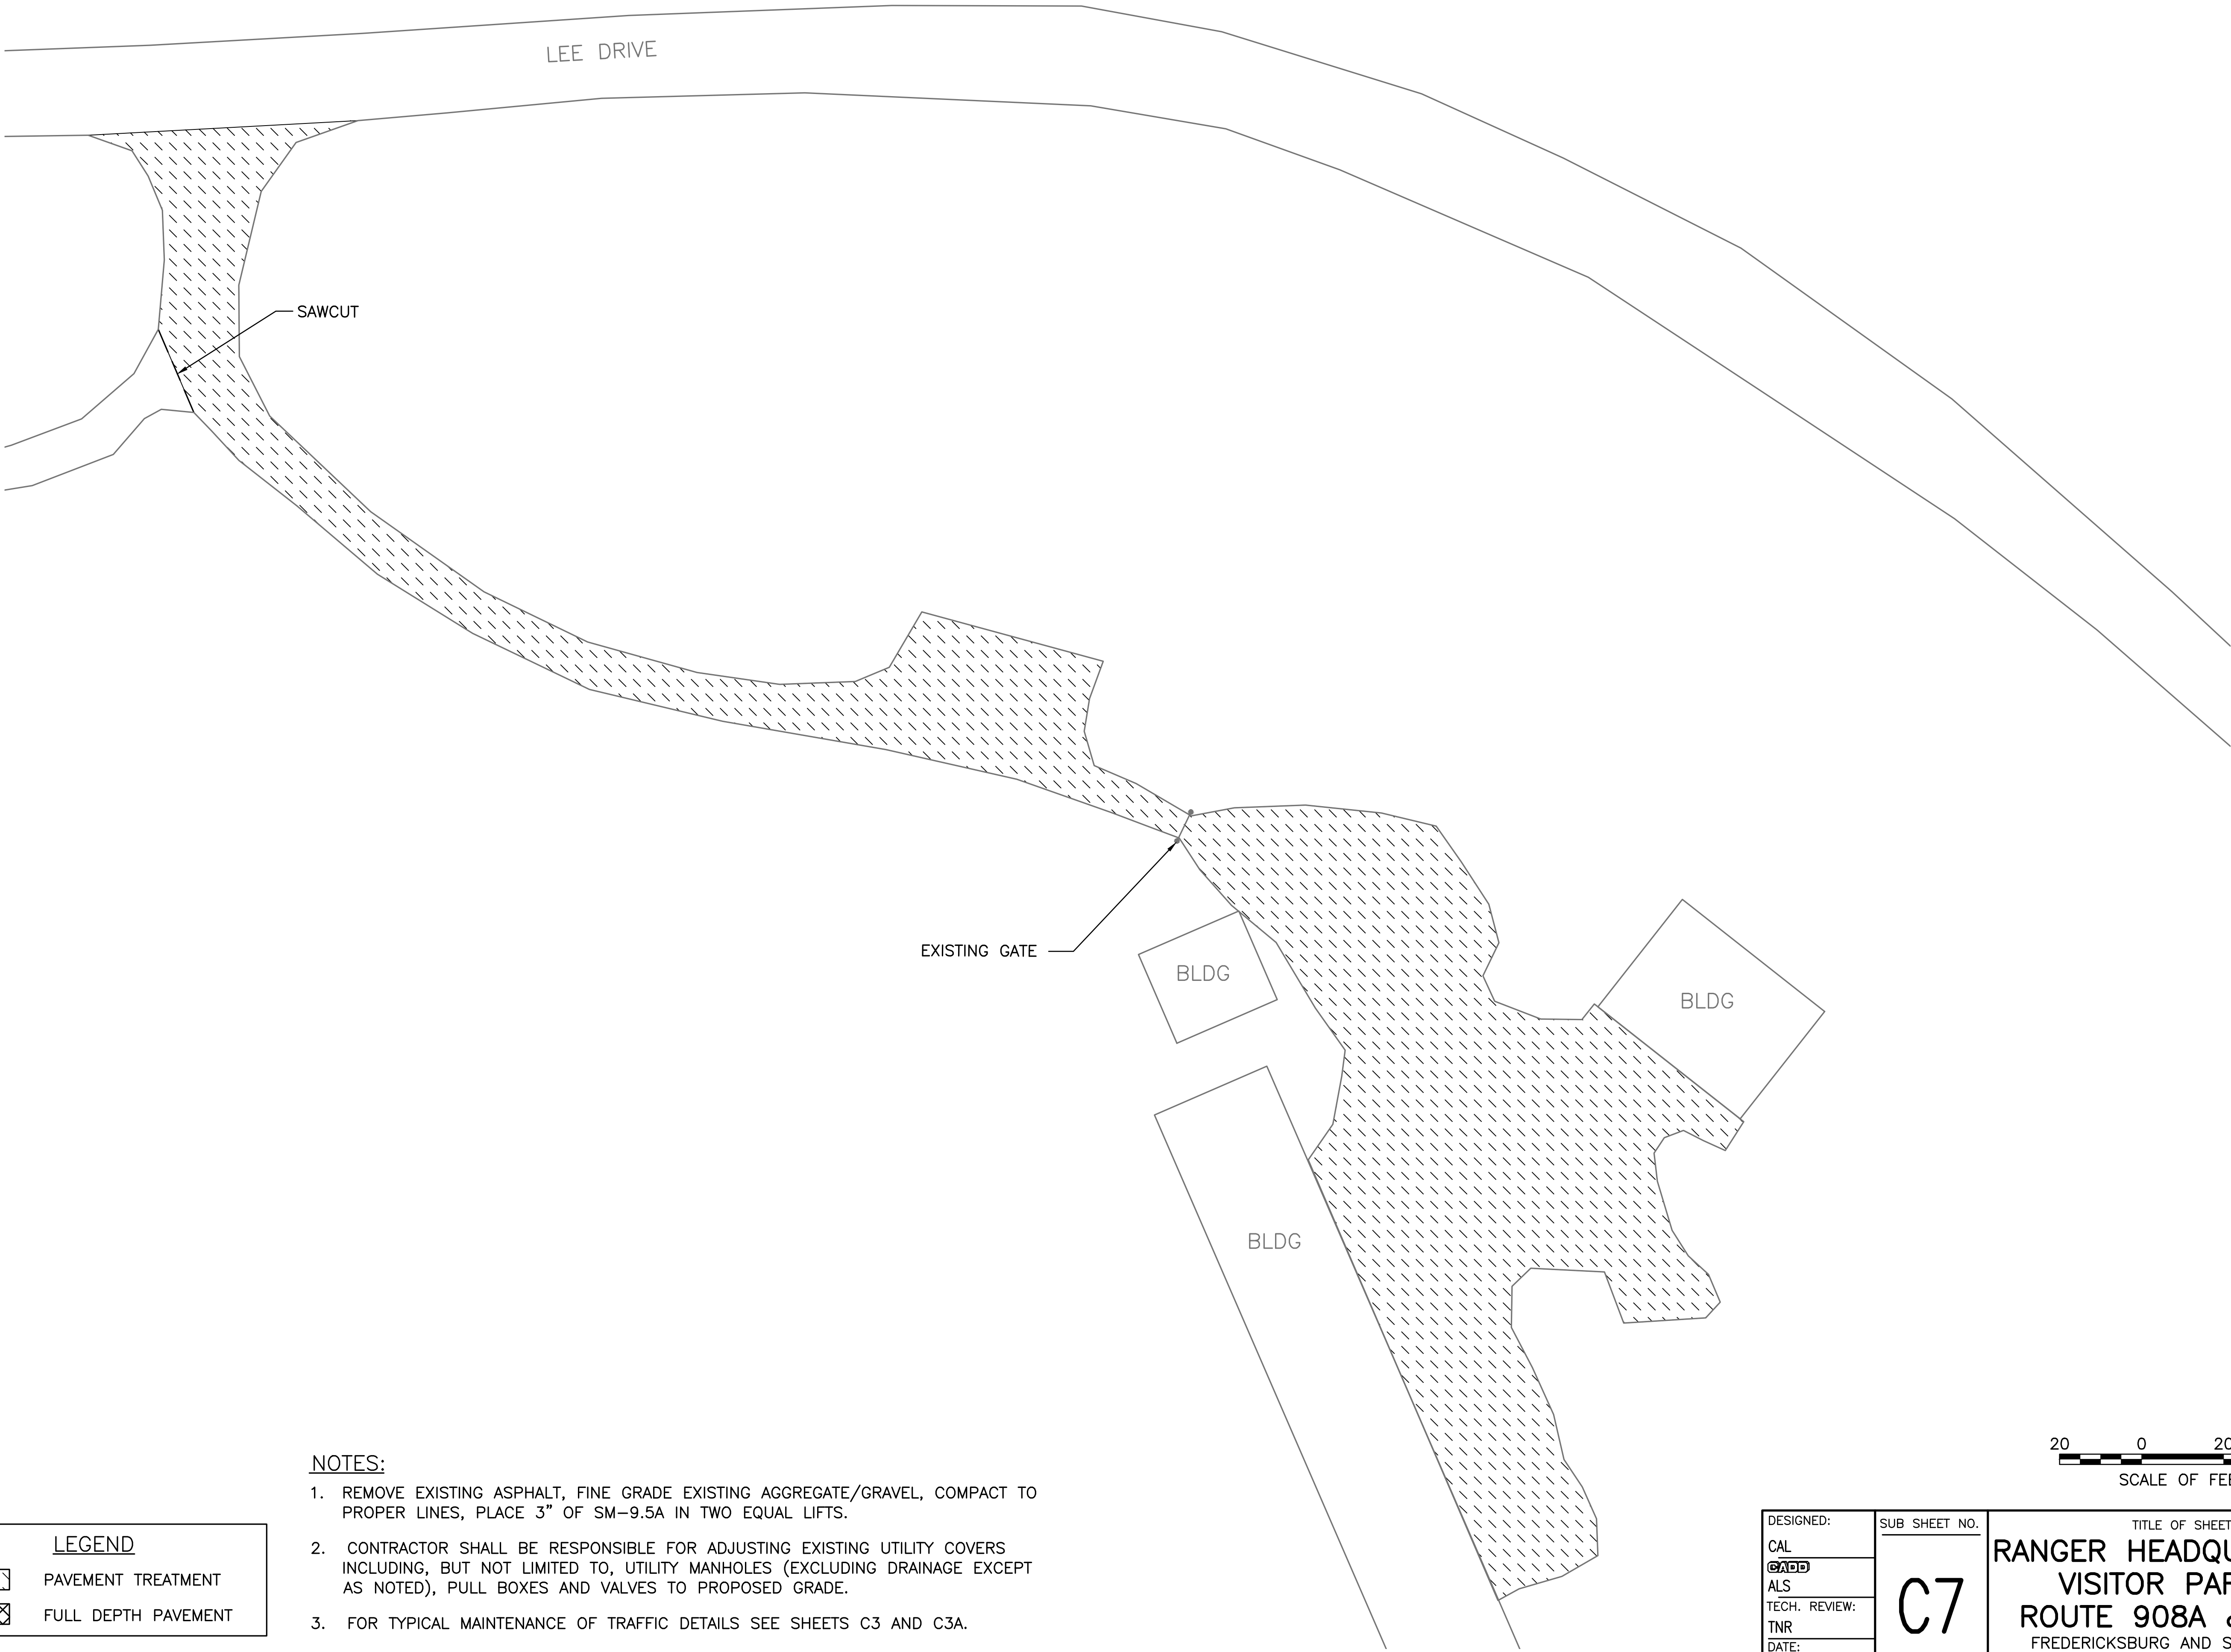 LEE DRIVE
SAWCUT
EXISTING GATE
BLDG
BLDG
BLDG
NOTES:
1. REMOVE EXISTING ASPHALT, FINE GRADE EXISTING AGGREGATE/GRAVEL, COMPACT TO
PROPER LINES, PLACE 3" OF SM-9.5A IN TWO EQUAL LIFTS.
2. CONTRACTOR SHALL BE RESPONSIBLE FOR ADJUSTING EXISTING UTILITY COVERS
INCLUDING, BUT NOT LIMITED TO, UTILITY MANHOLES (EXCLUDING DRAINAGE EXCEPT
AS NOTED), PULL BOXES AND VALVES TO PROPOSED GRADE.
3. FOR TYPICAL MAINTENANCE OF TRAFFIC DETAILS SEE SHEETS C3 AND C3A.
LEGEND
PAVEMENT TREATMENT
FULL DEPTH PAVEMENT
20 0 20
SCALE OF
DESIGNED:
CAL
CADD
ALS
TECH. REVIEW:
TNR
DATE:
SUB SHEET NO.
C7
TITLE OF SHEET
RANGER
VISITOR
ROUTE 908A
FREDERICKSBURG AND